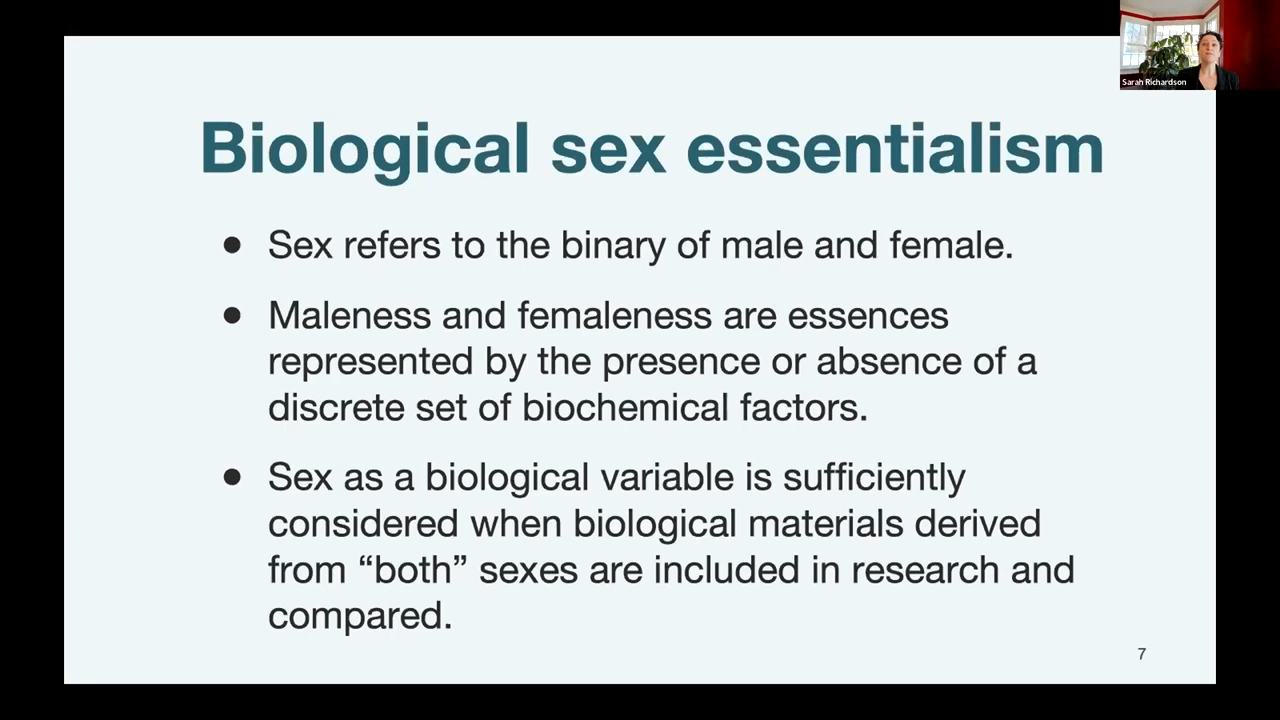 Sarah Richardson
Biological sex essentialism
● Sex refers to the binary of male and female.
● Maleness and femaleness are essences
represented by the presence or absence of a
discrete set of biochemical factors.
● Sex as a biological variable is sufficiently
considered when biological materials derived
from “both” sexes are included in research and
compared.
7